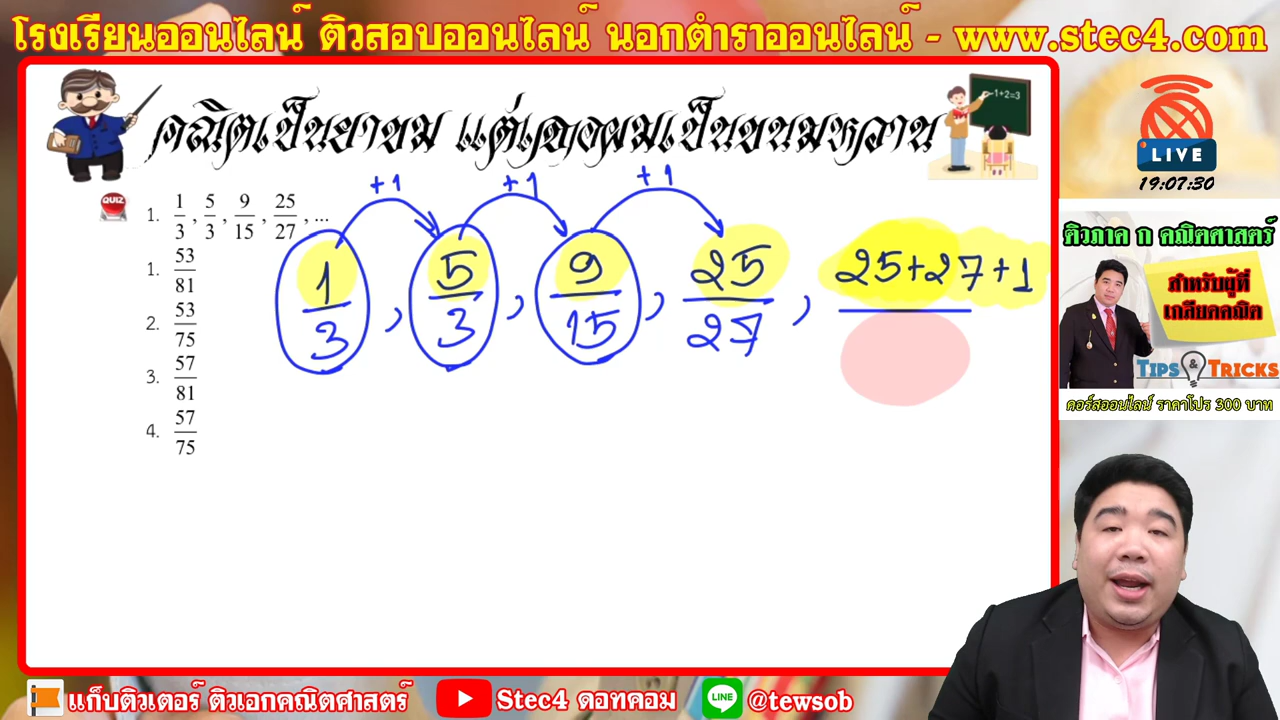 โรงเรียนออนไลน์ ติวสอบออนไลน์ นอกตำราออนไลน์ - www.stec4.com
คณิตเป็นยาขม แต่เธอผมเป็นขนมหวาน
1+2=3
LIVE
19:07:30
QUIZ
1. 1/3 , 5/3 , 9/15 , 25/27 , ...
1. 53/81
2. 53/75
3. 57/81
4. 57/75
+1 +1 +1
1/3 , 5/3 , 9/15 , 25/27 , 25+27+1
ติวภาค ก คณิตศาสตร์
สำหรับผู้ที่
เกลียดคณิต
TIPS & TRICKS
คอร์สออนไลน์ ราคาโปร 300 บาท
แก็บติวเตอร์ ติวเอกคณิตศาสตร์ Stec4 ดอทคอม LINE @tewsob